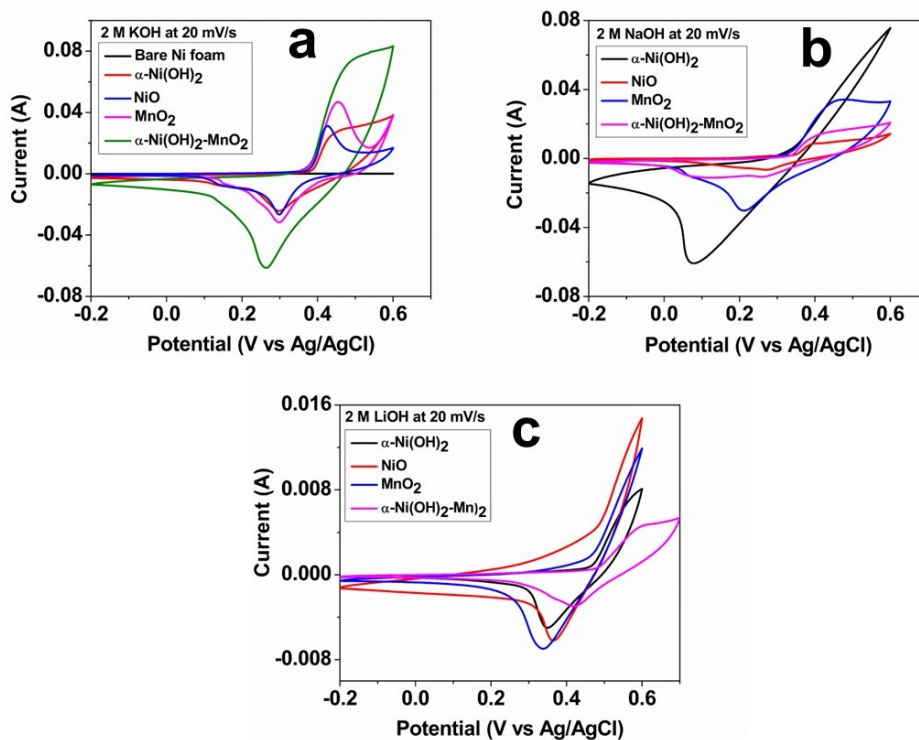 2 M KOH at 20 mV/s
a
Bare Ni foam
α-Ni(OH)2
NiO
MnO2
α-Ni(OH)2-MnO2
0.08
0.04
0.00
-0.04
-0.08
Current (A)
-0.2 0.0 0.2 0.4 0.6
Potential (V vs Ag/AgCl)
2 M NaOH at 20 mV/s
b
α-Ni(OH)2
NiO
MnO2
α-Ni(OH)2-MnO2
0.08
0.04
0.00
-0.04
-0.08
Current (A)
-0.2 0.0 0.2 0.4 0.6
Potential (V vs Ag/AgCl)
2 M LiOH at 20 mV/s
c
α-Ni(OH)2
NiO
MnO2
α-Ni(OH)2-Mn)2
0.016
0.008
0.000
-0.008
Current (A)
-0.2 0.0 0.2 0.4 0.6
Potential (V vs Ag/AgCl)